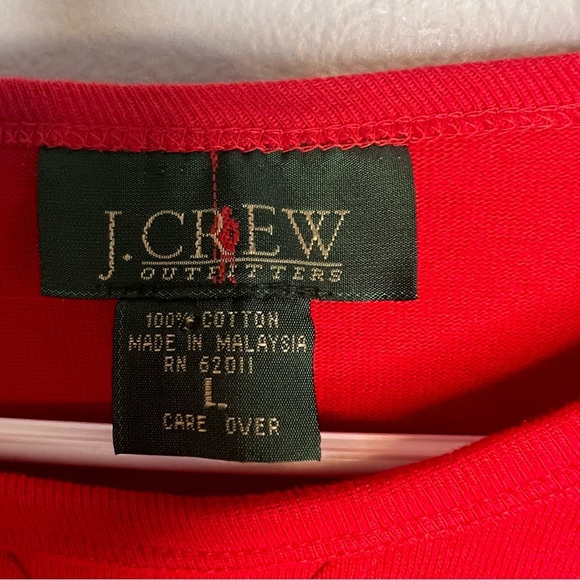 J.CREW
OUTFITTERS
100% COTTON
MADE IN MALAYSIA
RN 62011
L
CARE OVER